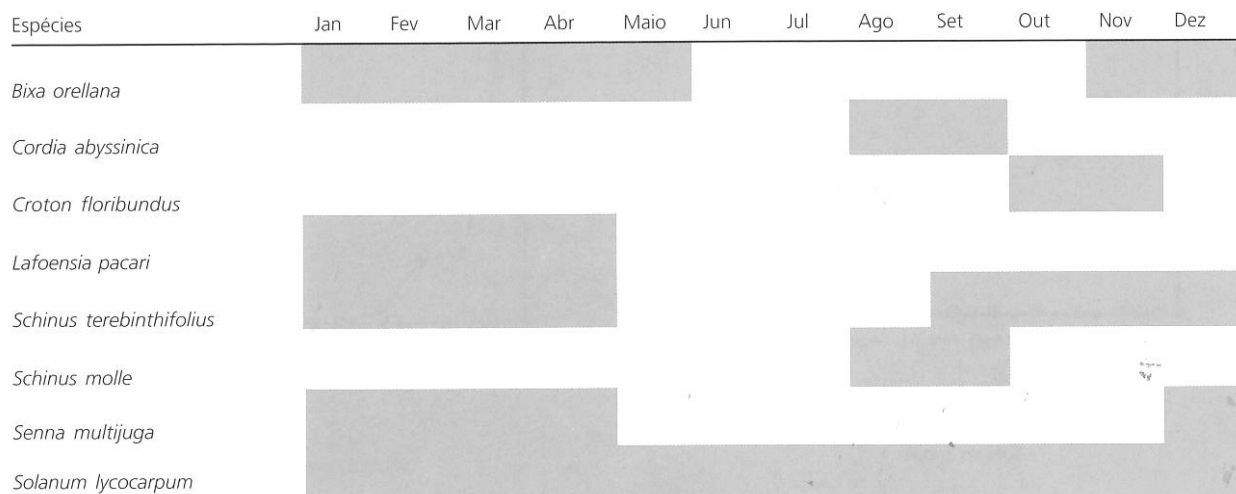 Espécies Jan Fev Mar Abr Maio Jun Jul Ago Set Out Nov Dez
Bixa orellana
Cordia abyssinica
Croton floribundus
Lafoensia pacari
Schinus terebinthifolius
Schinus molle
Senna multijuga
Solanum lycocarpum